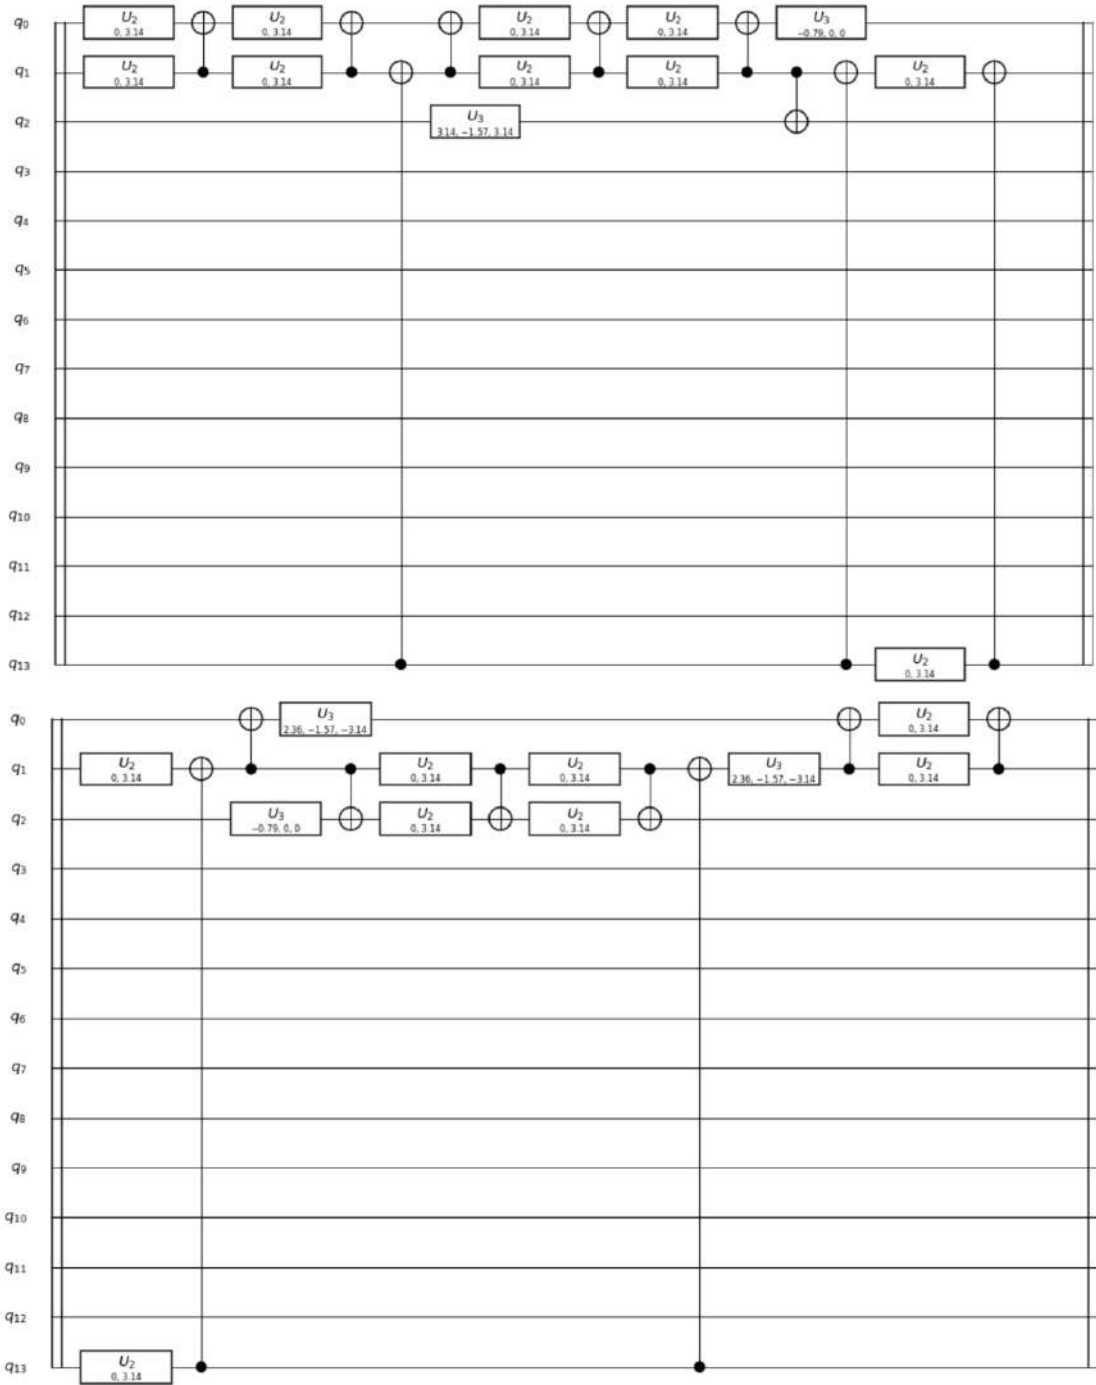 q0 U2 0, 3.14 U2 0, 3.14 U2 0, 3.14 U2 0, 3.14 U3 −0.79, 0, 0
q1 U2 0, 3.14 U2 0, 3.14 U2 0, 3.14 U2 0, 3.14 U2 0, 3.14
q2 U3 3.14, −1.57, 3.14
q3
q4
q5
q6
q7
q8
q9
q10
q11
q12
q13 U2 0, 3.14
q0 U3 2.36, −1.57, −3.14 U2 0, 3.14
q1 U2 0, 3.14 U2 0, 3.14 U2 0, 3.14 U3 2.36, −1.57, −3.14 U2 0, 3.14
q2 U3 −0.79, 0, 0 U2 0, 3.14 U2 0, 3.14
q3
q4
q5
q6
q7
q8
q9
q10
q11
q12
q13 U2 0, 3.14